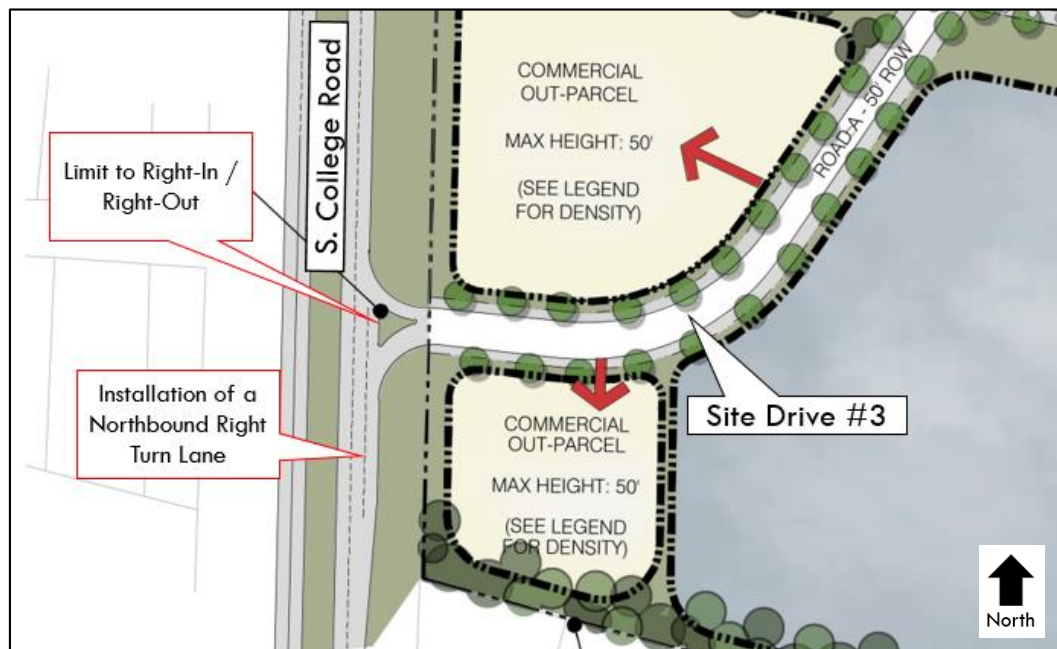 COMMERCIAL
OUT-PARCEL
MAX HEIGHT: 50'
(SEE LEGEND
FOR DENSITY)
ROAD A - 50' ROW
S. College Road
Limit to Right-In /
Right-Out
Installation of a
Northbound Right
Turn Lane
Site Drive #3
COMMERCIAL
OUT-PARCEL
MAX HEIGHT: 50'
(SEE LEGEND
FOR DENSITY)
North